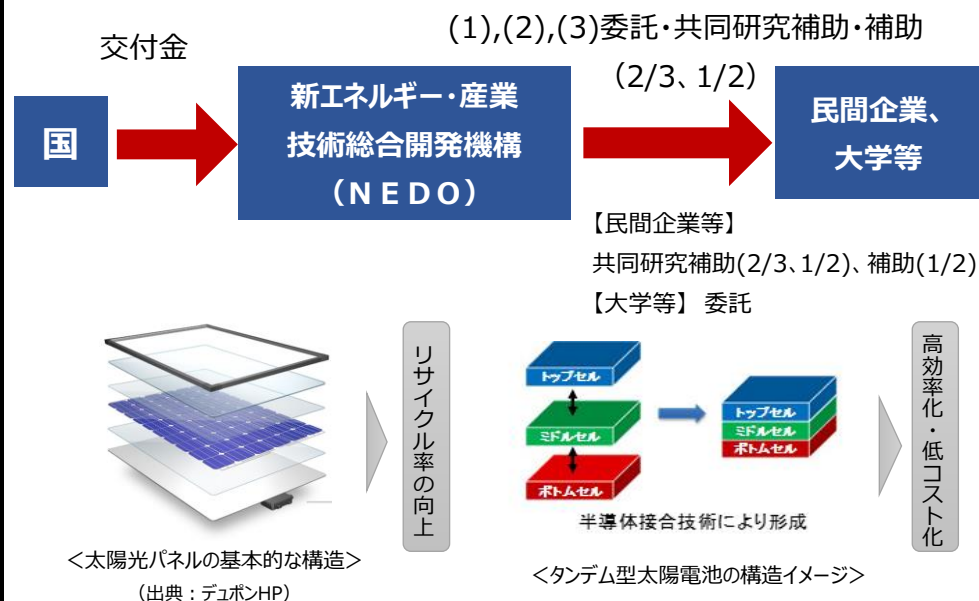 交付金
(1),(2),(3)委託・共同研究補助・補助
（2/3、1/2）
国
新エネルギー・産業
技術総合開発機構
（ＮＥＤＯ）
民間企業、
大学等
【民間企業等】
共同研究補助(2/3、1/2)、補助(1/2)
【大学等】 委託
リサイクル率の向上
トップセル
ミドルセル
ボトムセル
トップセル
ミドルセル
ボトムセル
半導体接合技術により形成
高効率化・低コスト化
＜太陽光パネルの基本的な構造＞
（出典：デュポンHP）
＜タンデム型太陽電池の構造イメージ＞